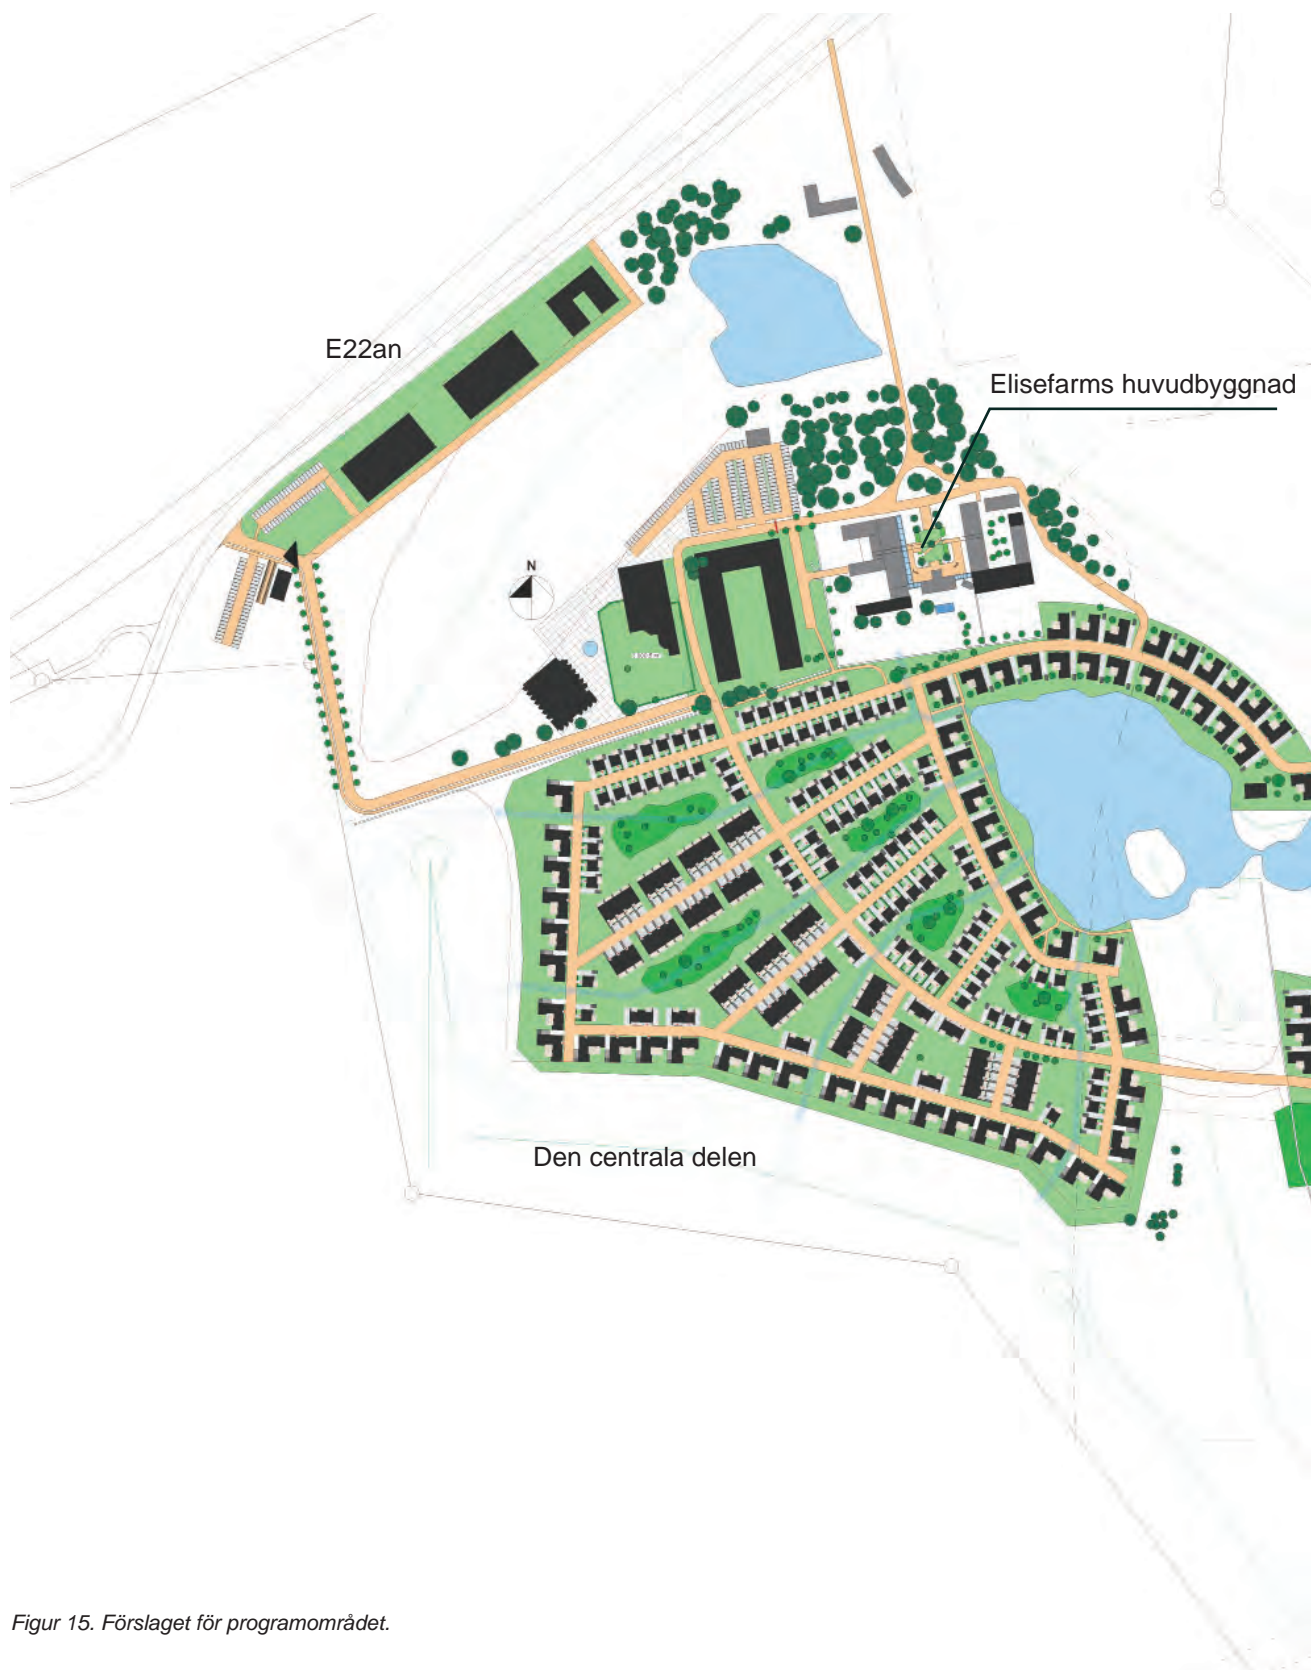 E22an
Elisefarms huvudbyggnad
N
Den centrala delen
Figur 15. Förslaget för programområdet.